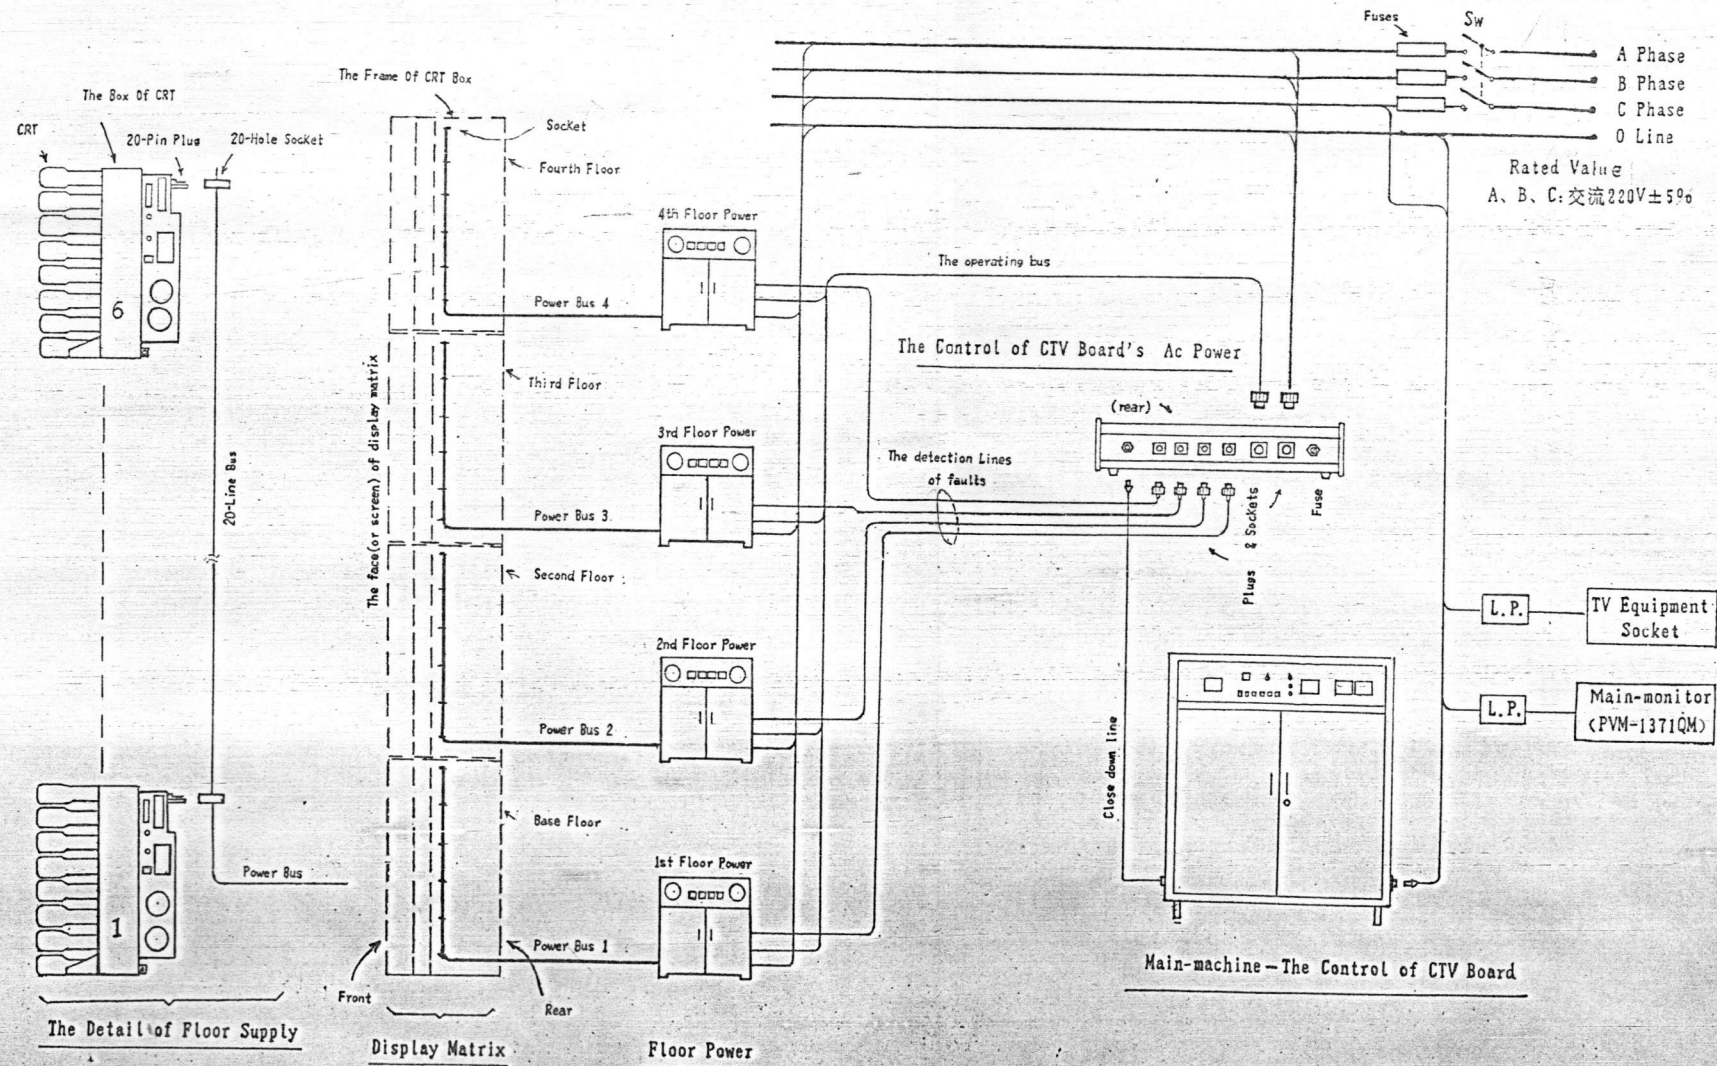 Fuses
Sw
A Phase
B Phase
C Phase
O Line
Rated Value
A、B、C:交流220V±5%
The Frame Of CRT Box
The Box Of CRT
CRT
20-Pin Plug
20-Hole Socket
Socket
Fourth Floor
4th Floor Power
The operating bus
Power Bus 4
6
The Control of CTV Board's Ac Power
Third Floor
(rear)
3rd Floor Power
The detection Lines
of faults
The face(or screen) of display matrix
20-Line Bus
Power Bus 3
Plugs & Sockets
Fuse
Second Floor
L.P.
TV Equipment
Socket
2nd Floor Power
Power Bus 2
L.P.
Main-monitor
(PVM-1371QM)
Close down line
Base Floor
1st Floor Power
Power Bus
1
Power Bus 1
Main-machine—The Control of CTV Board
Front
Rear
The Detail of Floor Supply
Display Matrix
Floor Power